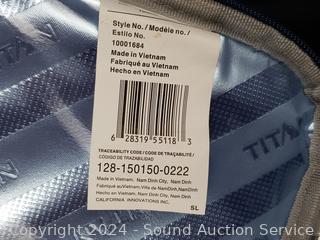 Style No. / Modèle no. /
Estilo No.
10001684
Made in Vietnam
Fabriqué au Vietnam
Hecho en Vietnam
TITAN
6 28319 55118 3
TRACEABILITY CODE / CODE DE TRAÇABILITÉ /
CODIGO DE TRAZABILIDAD
128-150150-0222
Made in Vietnam, Nam Dinh City, Nam Dinh
Fabriqué au Vietnam, Ville de NamDinh, NamDinh
Hecho en Vietnam, Ciudad Nam Dinh, Nam Dinh
CALIFORNIA INNOVATIONS INC.
SL
Copyright 2024 - Sound Auction Service